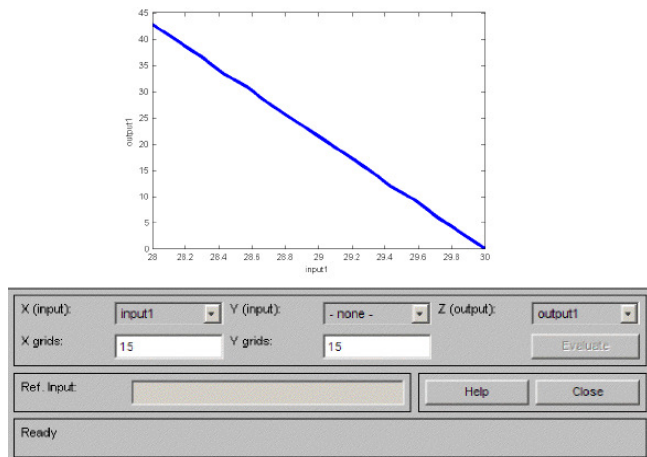 45
40
35
30
25
20
15
10
5
0
output1
28 28.2 28.4 28.6 28.8 29 29.2 29.4 29.6 29.8 30
input1
X (input): input1 Y (input): - none - Z (output): output1
X grids: 15 Y grids: 15 Evaluate
Ref. Input: Help Close
Ready